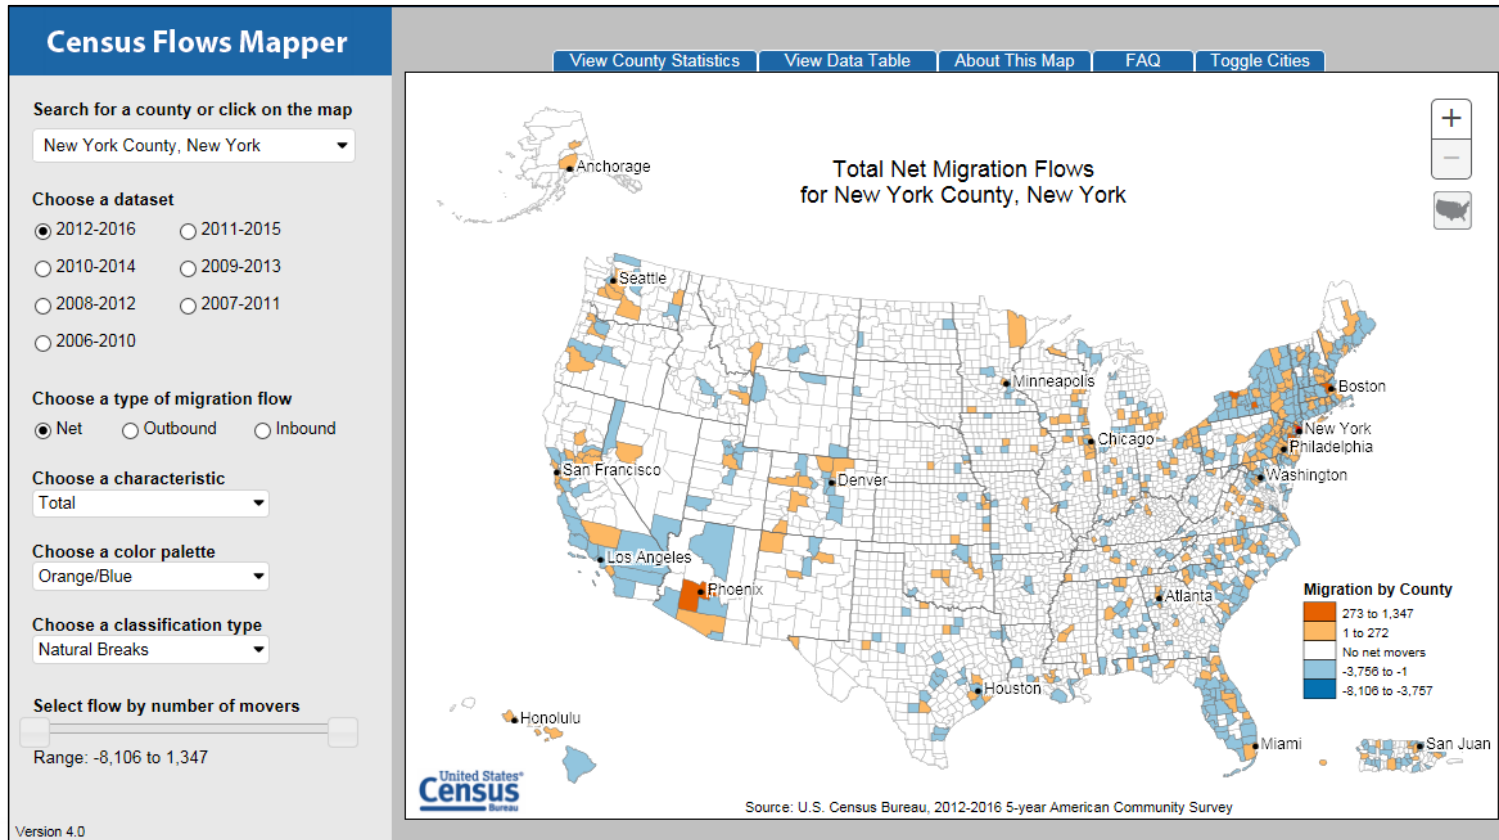 Census Flows Mapper
View County Statistics
View Data Table
About This Map
FAQ
Toggle Cities
Search for a county or click on the map
New York County, New York
Choose a dataset
2012-2016
2011-2015
2010-2014
2009-2013
2008-2012
2007-2011
2006-2010
Choose a type of migration flow
Net
Outbound
Inbound
Choose a characteristic
Total
Choose a color palette
Orange/Blue
Choose a classification type
Natural Breaks
Select flow by number of movers
Range: -8,106 to 1,347
Version 4.0
Total Net Migration Flows
for New York County, New York
+
−
Anchorage
Seattle
Minneapolis
Boston
New York
Chicago
Philadelphia
San Francisco
Washington
Denver
Los Angeles
Phoenix
Atlanta
Houston
Honolulu
Miami
San Juan
Migration by County
273 to 1,347
1 to 272
No net movers
-3,756 to -1
-8,106 to -3,757
United States®
Census
Bureau
Source: U.S. Census Bureau, 2012-2016 5-year American Community Survey